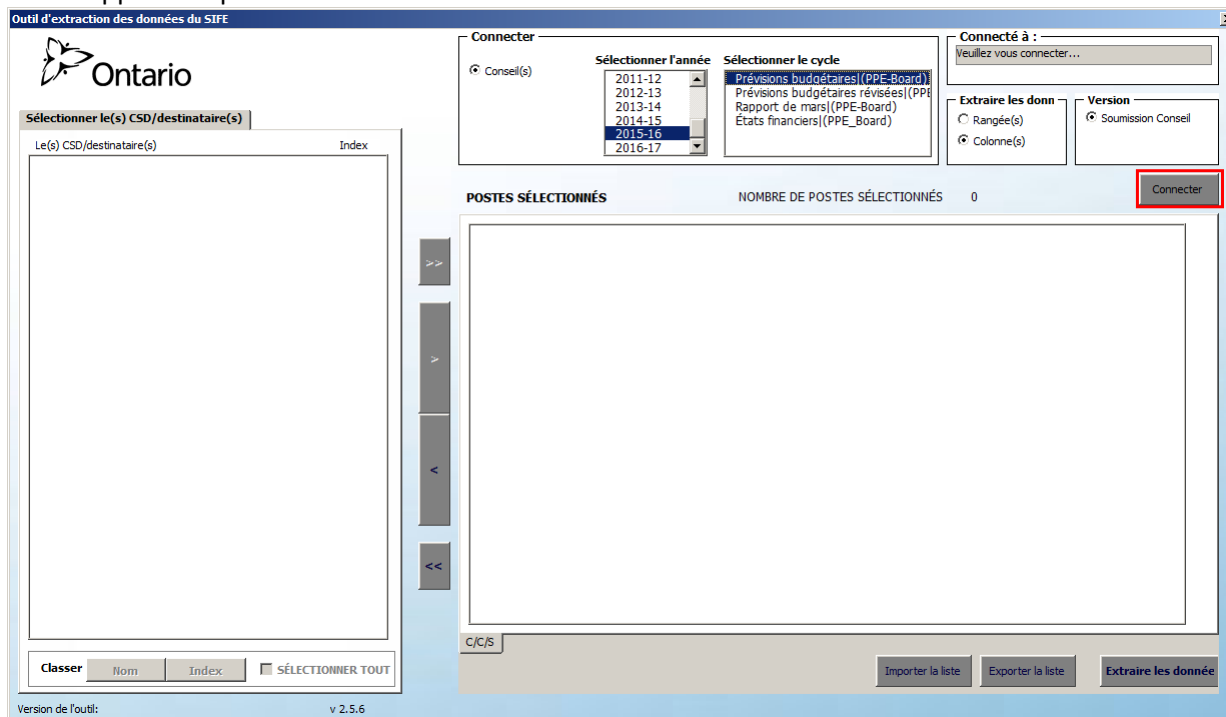 Outil d'extraction des données du SIFE
Ontario
Sélectionner le(s) CSD/destinataire(s)
Le(s) CSD/destinataire(s) Index
Classer Nom Index SÉLECTIONNER TOUT
Version de l'outil: v 2.5.6
>>
>
<
<<
Connecter
Conseil(s)
Sélectionner l'année
2011-12
2012-13
2013-14
2014-15
2015-16
2016-17
Sélectionner le cycle
Prévisions budgétaires|(PPE-Board)
Prévisions budgétaires révisées|(PPE
Rapport de mars|(PPE-Board)
États financiers|(PPE_Board)
Connecté à :
Veuillez vous connecter...
Extraire les donn
Rangée(s)
Colonne(s)
Version
Soumission Conseil
Connecter
POSTES SÉLECTIONNÉS NOMBRE DE POSTES SÉLECTIONNÉS 0
C/C/S
Importer la liste Exporter la liste Extraire les donnée